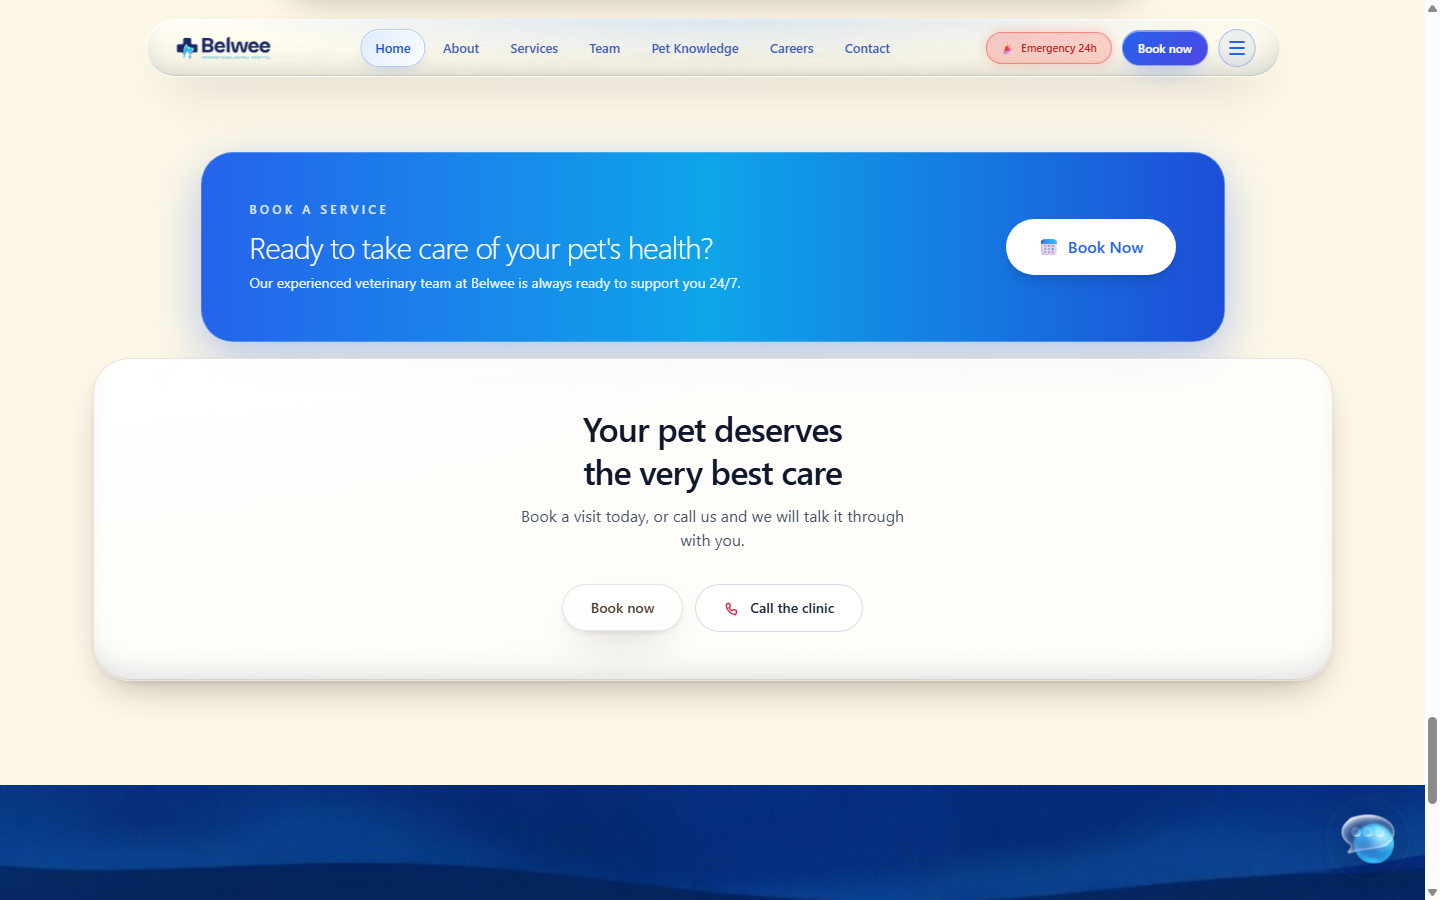 Belwee
INTERNATIONAL ANIMAL HOSPITAL
Home
About
Services
Team
Pet Knowledge
Careers
Contact
Emergency 24h
Book now
BOOK A SERVICE
Ready to take care of your pet's health?
Our experienced veterinary team at Belwee is always ready to support you 24/7.
Book Now
Your pet deserves
the very best care
Book a visit today, or call us and we will talk it through
with you.
Book now
Call the clinic